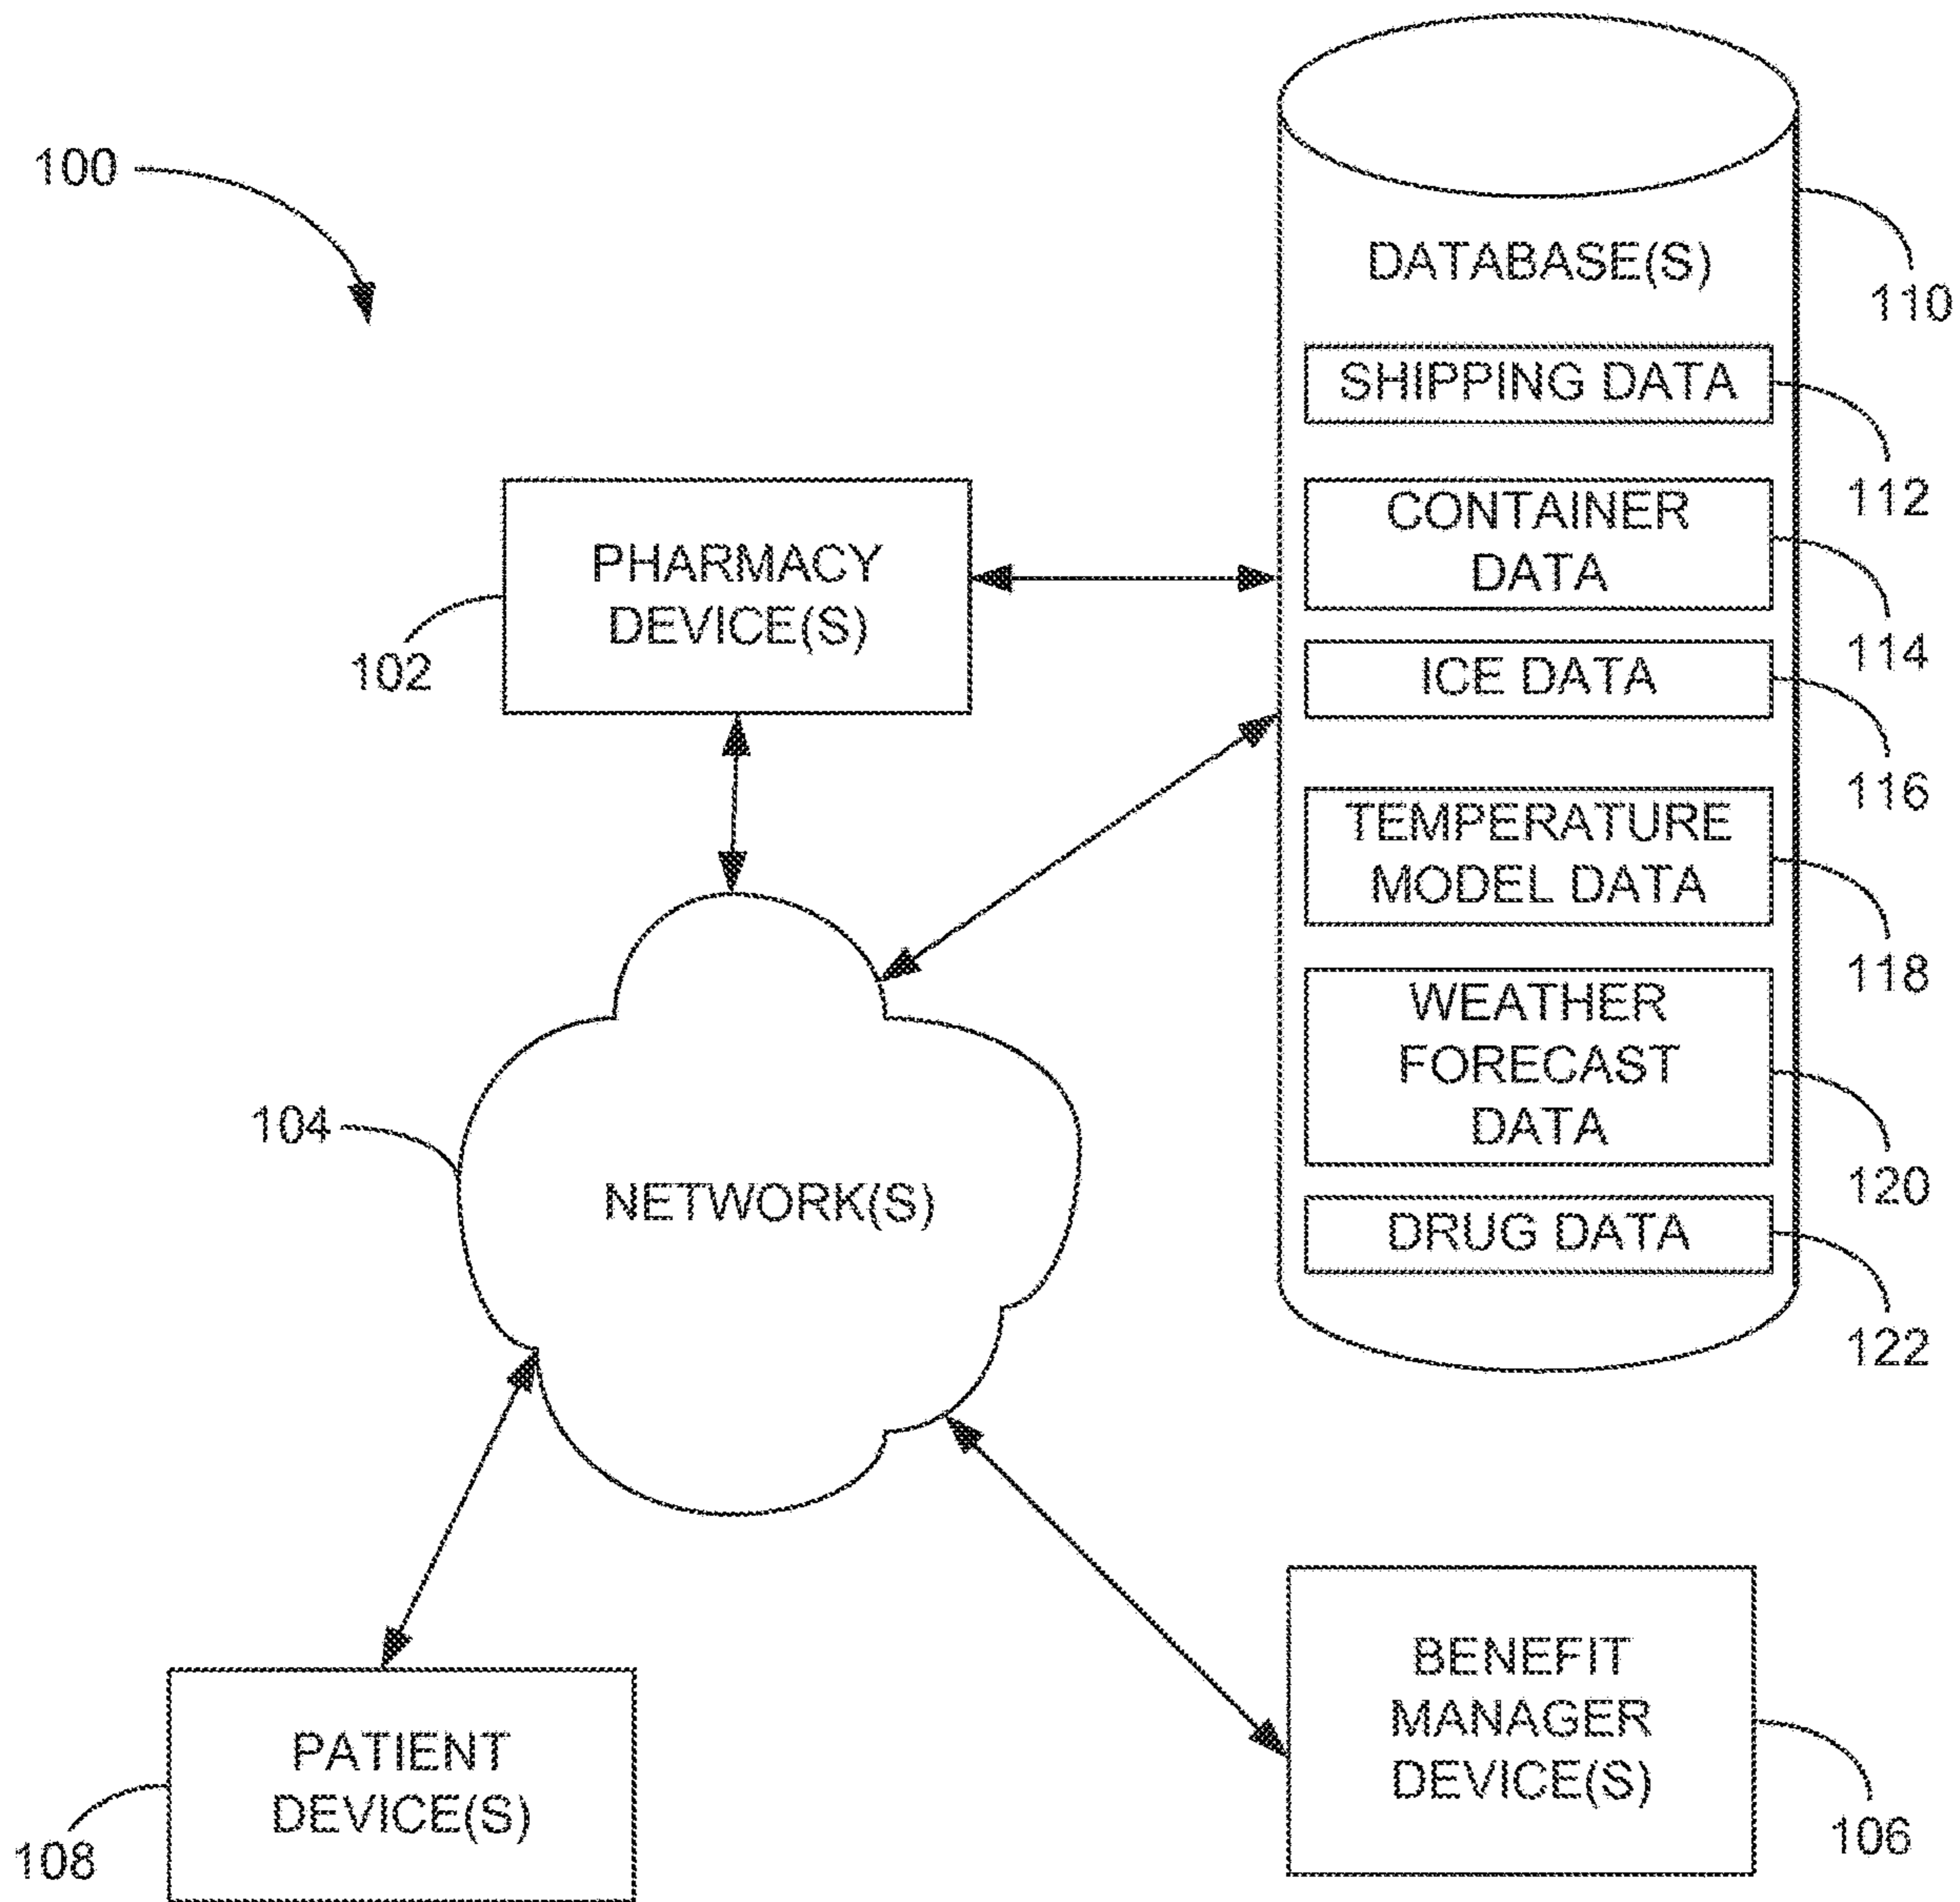 100
DATABASE(S)
110
SHIPPING DATA
112
CONTAINER
DATA
114
PHARMACY
DEVICE(S)
102
ICE DATA
116
TEMPERATURE
MODEL DATA
118
WEATHER
FORECAST
DATA
120
104
NETWORK(S)
DRUG DATA
122
BENEFIT
MANAGER
DEVICE(S)
106
PATIENT
DEVICE(S)
108